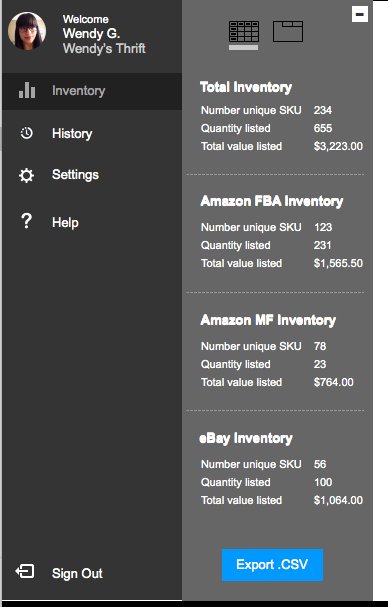 Welcome
Wendy G.
Wendy's Thrift
Inventory
History
Settings
? Help
Sign Out
Total Inventory
Number unique SKU 234
Quantity listed 655
Total value listed $3,223.00
Amazon FBA Inventory
Number unique SKU 123
Quantity listed 231
Total value listed $1,565.50
Amazon MF Inventory
Number unique SKU 78
Quantity listed 23
Total value listed $764.00
eBay Inventory
Number unique SKU 56
Quantity listed 100
Total value listed $1,064.00
Export .CSV